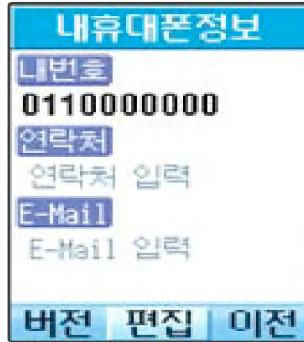 내휴대폰정보
내번호
0110000000
연락처
연락처 입력
E-Mail
E-Mail 입력
버전 편집 이전